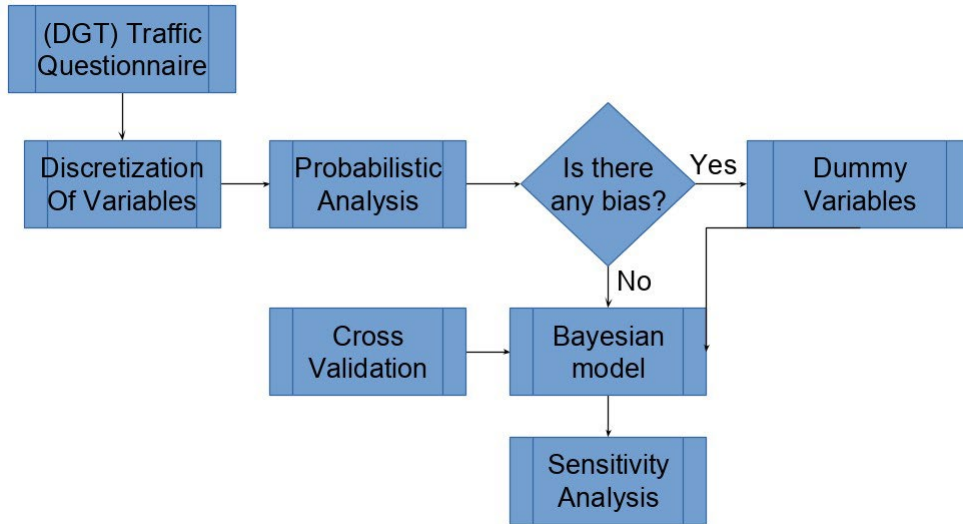 (DGT) Traffic
Questionnaire
Discretization
Of Variables
Probabilistic
Analysis
Is there
any bias?
Yes
Dummy
Variables
No
Cross
Validation
Bayesian
model
Sensitivity
Analysis